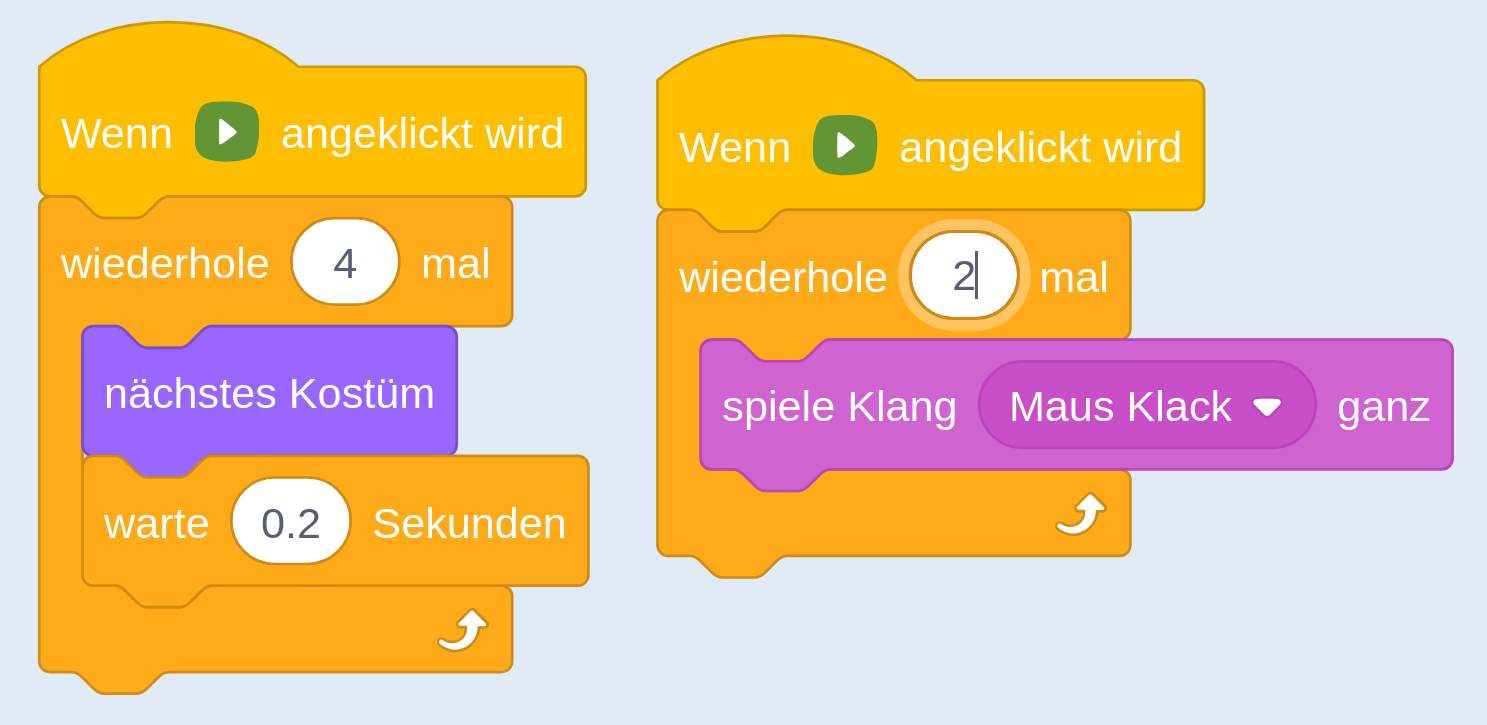 Wenn angeklickt wird
wiederhole 4 mal
nächstes Kostüm
warte 0.2 Sekunden
Wenn angeklickt wird
wiederhole 2 mal
spiele Klang Maus Klack ganz